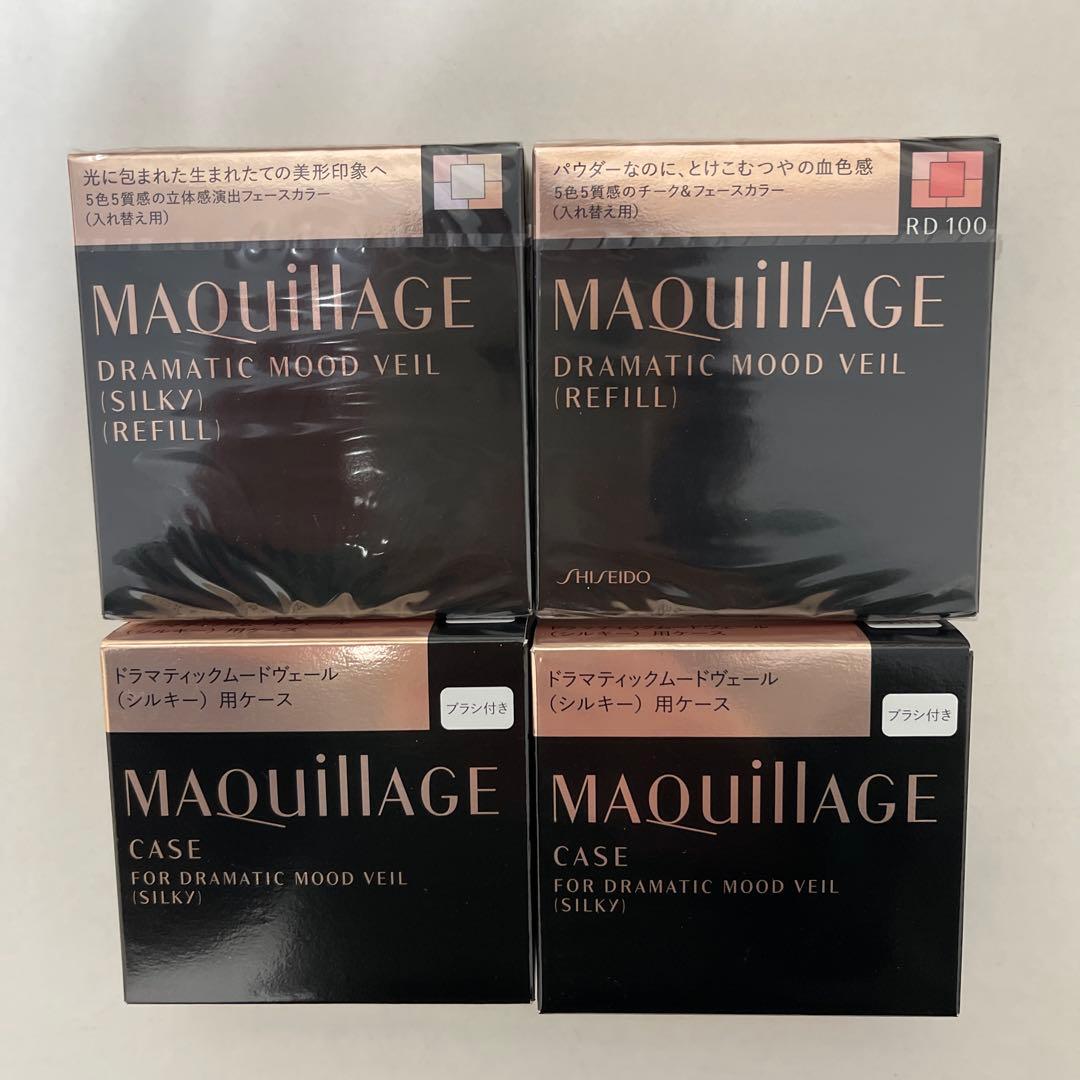 光に包まれた生まれたての美形印象へ
5色5質感の立体感演出フェースカラー
(入れ替え用)
MAQuillAGE
DRAMATIC MOOD VEIL
(SILKY)
(REFILL)
パウダーなのに、とけこむつやの血色感
5色5質感のチーク&フェースカラー
(入れ替え用)
RD 100
MAQuillAGE
DRAMATIC MOOD VEIL
(REFILL)
SHISEIDO
ドラマティックムードヴェール
(シルキー)用ケース
ブラシ付き
MAQuillAGE
CASE
FOR DRAMATIC MOOD VEIL
(SILKY)
ドラマティックムードヴェール
(シルキー)用ケース
ブラシ付き
MAQuillAGE
CASE
FOR DRAMATIC MOOD VEIL
(SILKY)